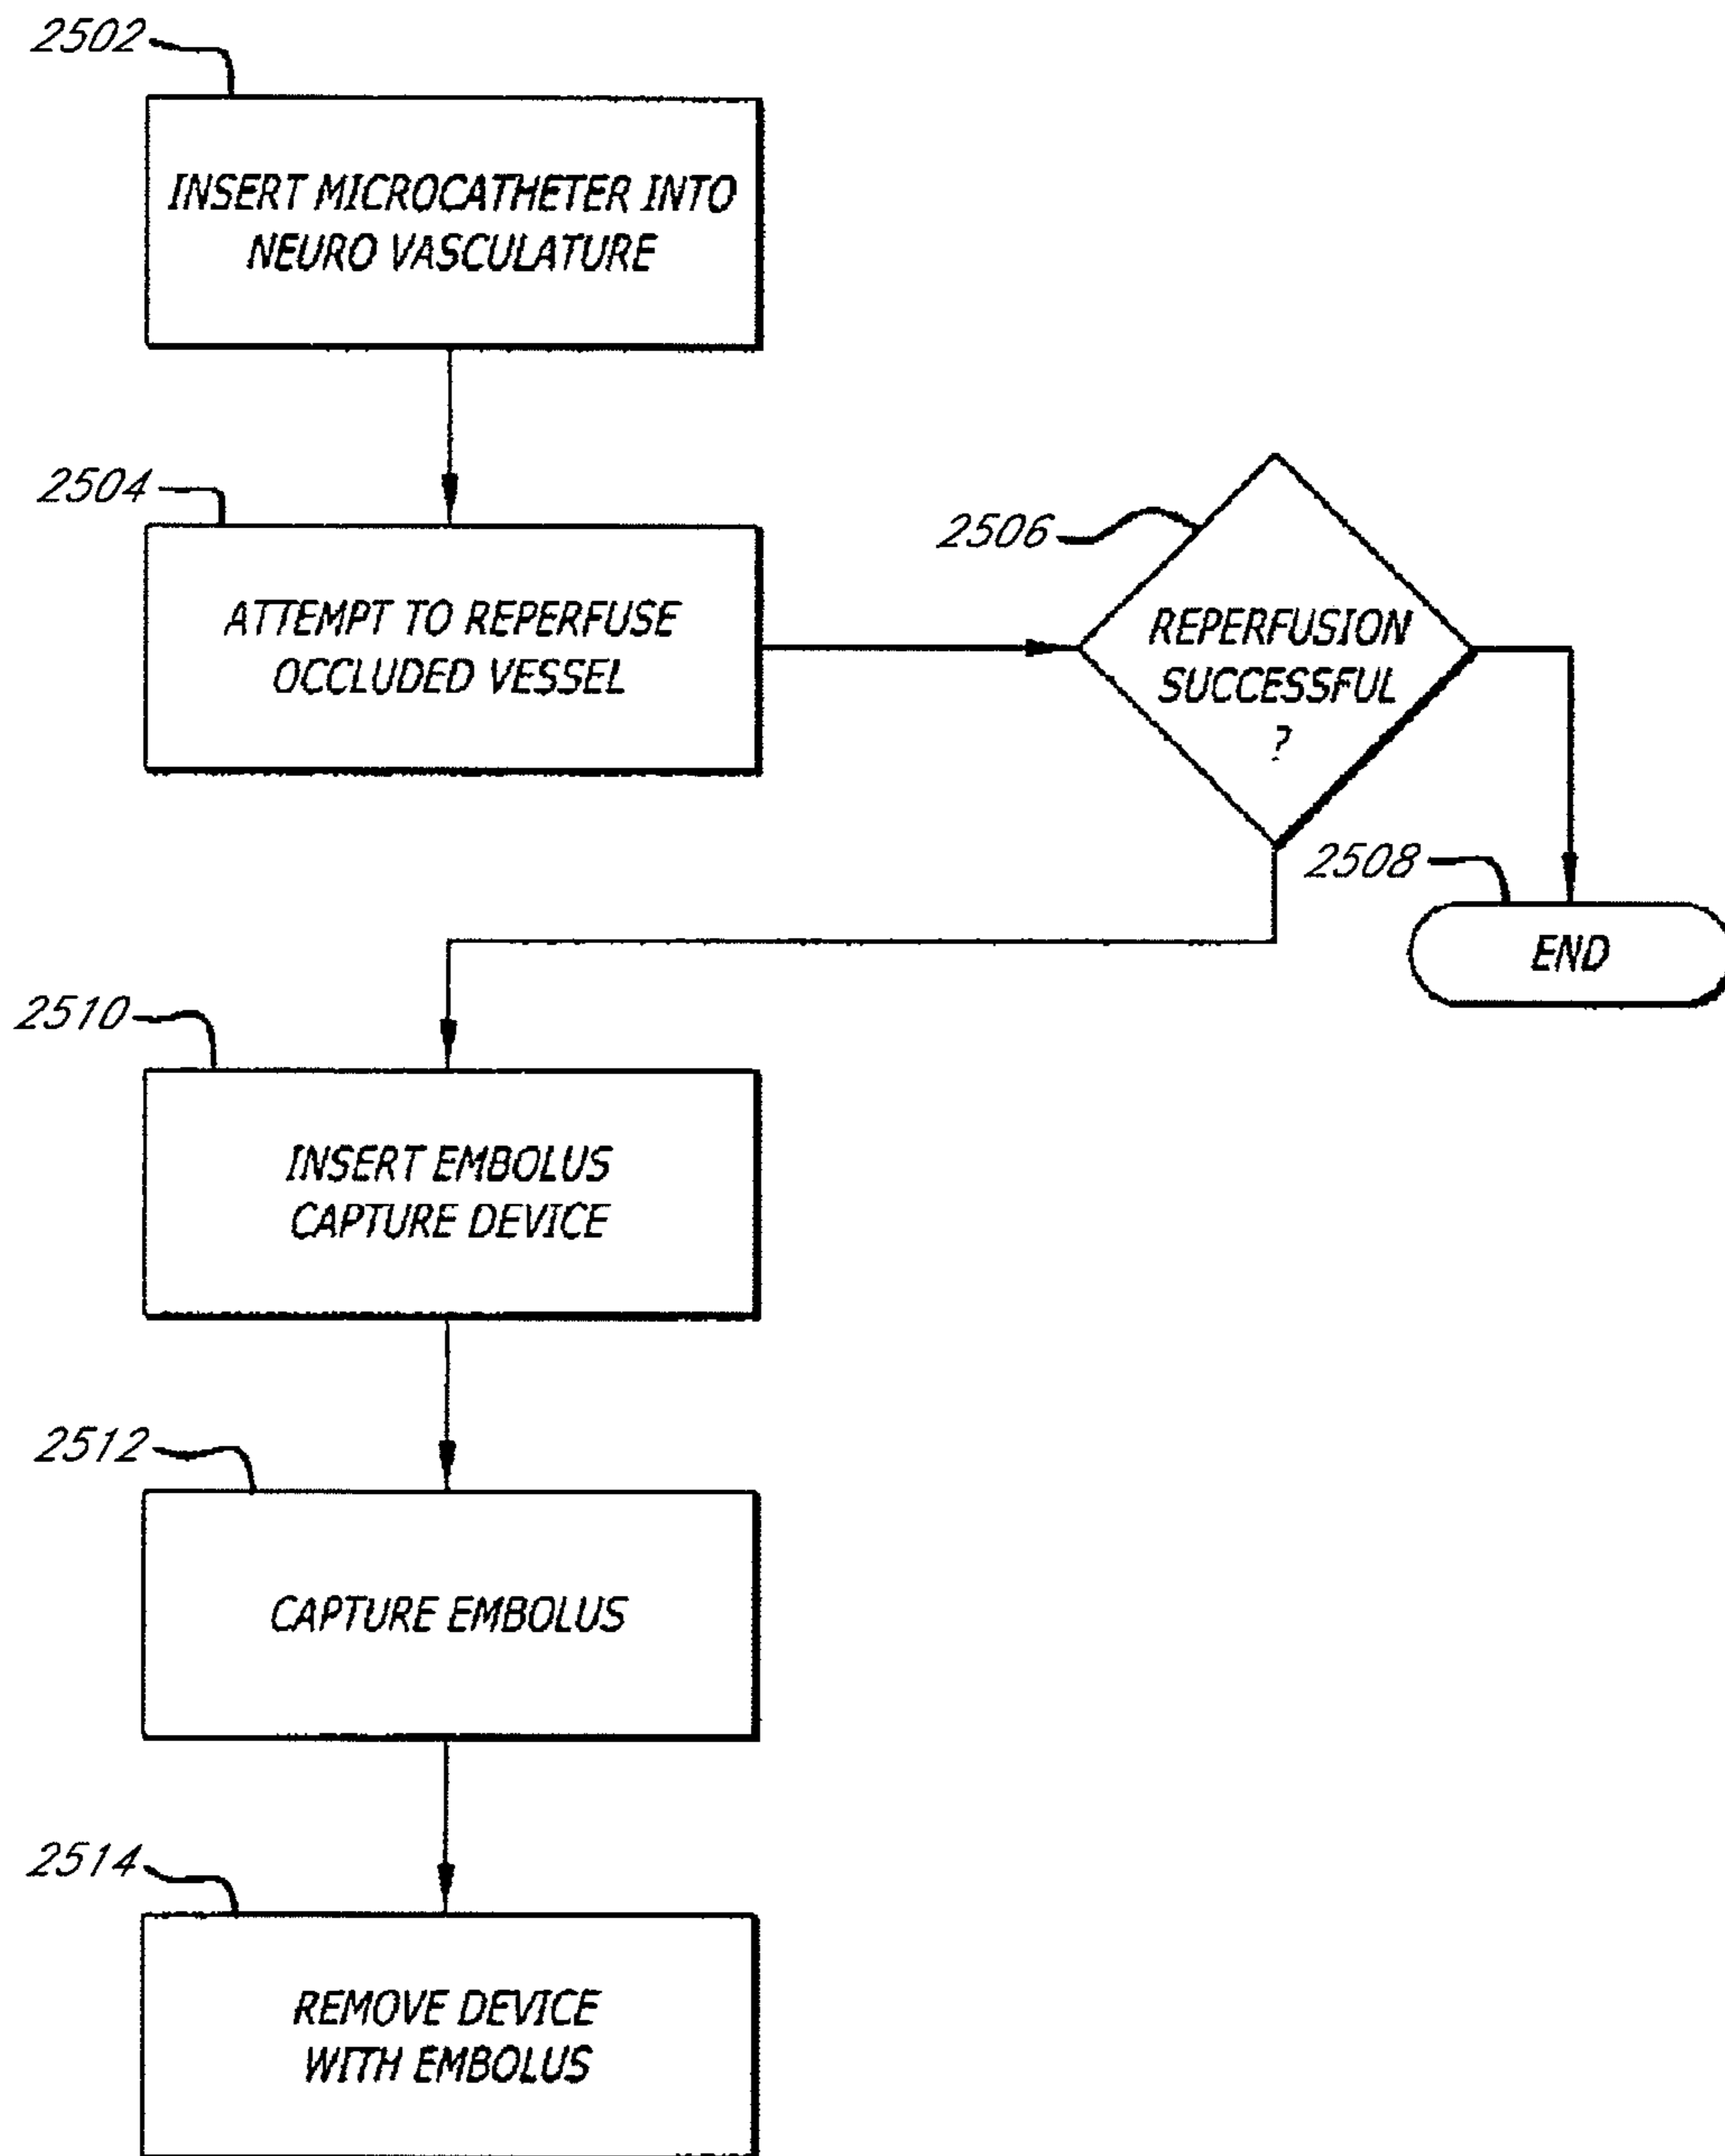 2502
INSERT MICROCATHETER INTO
NEURO VASCULATURE
2504
ATTEMPT TO REPERFUSE
OCCLUDED VESSEL
2506
REPERFUSION
SUCCESSFUL
?
2508
END
2510
INSERT EMBOLUS
CAPTURE DEVICE
2512
CAPTURE EMBOLUS
2514
REMOVE DEVICE
WITH EMBOLUS